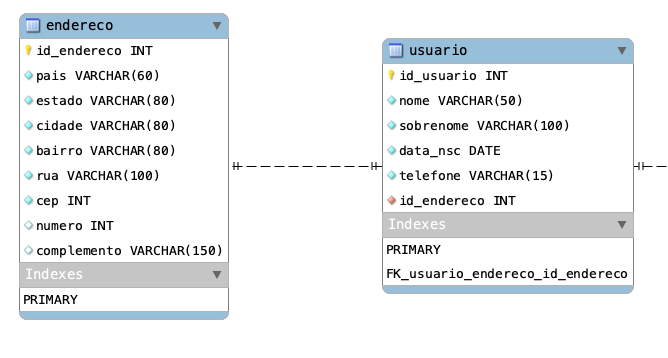 endereco
id_endereco INT
pais VARCHAR(60)
estado VARCHAR(80)
cidade VARCHAR(80)
bairro VARCHAR(80)
rua VARCHAR(100)
cep INT
numero INT
complemento VARCHAR(150)
Indexes
PRIMARY
usuario
id_usuario INT
nome VARCHAR(50)
sobrenome VARCHAR(100)
data_nsc DATE
telefone VARCHAR(15)
id_endereco INT
Indexes
PRIMARY
FK_usuario_endereco_id_endereco